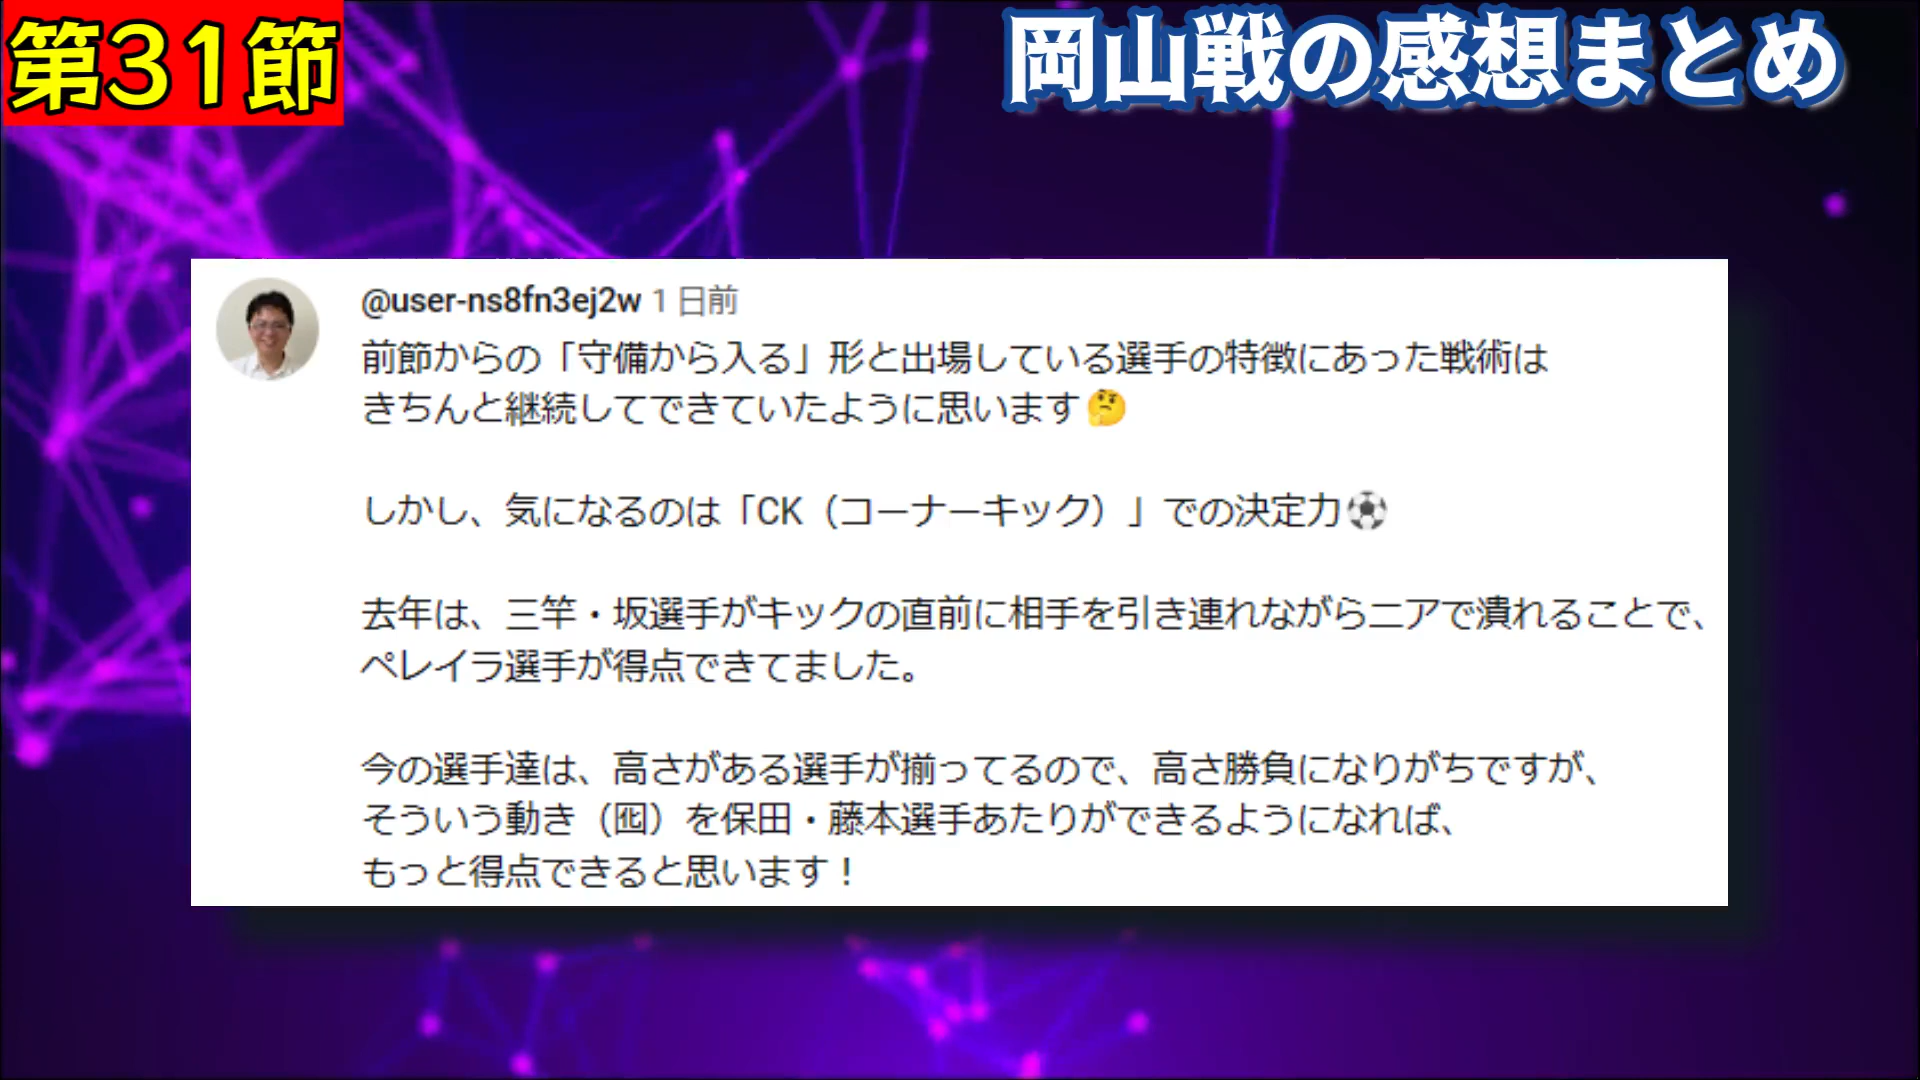 第31節
岡山戦の感想まとめ
@user-ns8fn3ej2w 1 日前
前節からの「守備から入る」形と出場している選手の特徴にあった戦術は
きちんと継続してできていたように思います🤔
しかし、気になるのは「CK（コーナーキック）」での決定力⚽
去年は、三竿・坂選手がキックの直前に相手を引き連れながらニアで潰れることで、
ペレイラ選手が得点できてました。
今の選手達は、高さがある選手が揃ってるので、高さ勝負になりがちですが、
そういう動き（囮）を保田・藤本選手あたりができるようになれば、
もっと得点できると思います！